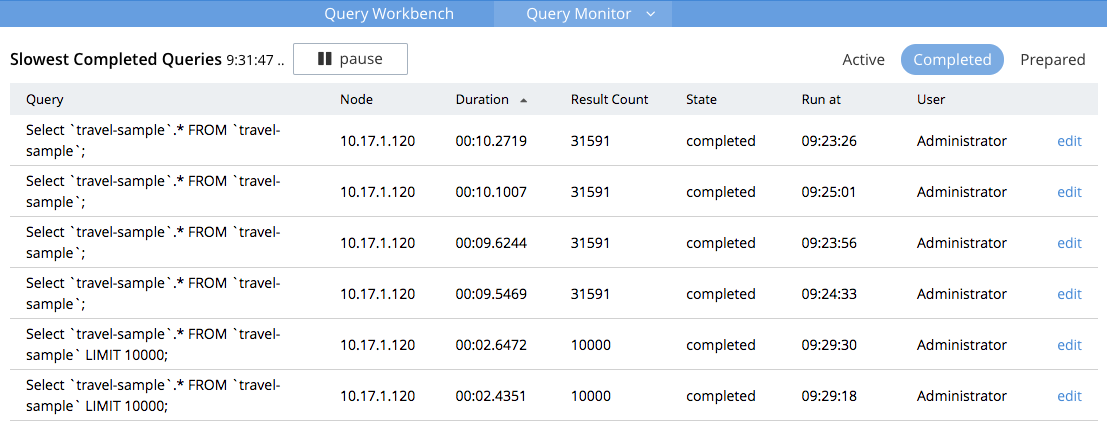 Query Workbench Query Monitor
Slowest Completed Queries 9:31:47 .. pause Active Completed Prepared
Query Node Duration Result Count State Run at User
Select `travel-sample`.* FROM `travel-
sample`; 10.17.1.120 00:10.2719 31591 completed 09:23:26 Administrator edit
Select `travel-sample`.* FROM `travel-
sample`; 10.17.1.120 00:10.1007 31591 completed 09:25:01 Administrator edit
Select `travel-sample`.* FROM `travel-
sample`; 10.17.1.120 00:09.6244 31591 completed 09:23:56 Administrator edit
Select `travel-sample`.* FROM `travel-
sample`; 10.17.1.120 00:09.5469 31591 completed 09:24:33 Administrator edit
Select `travel-sample`.* FROM `travel-
sample` LIMIT 10000; 10.17.1.120 00:02.6472 10000 completed 09:29:30 Administrator edit
Select `travel-sample`.* FROM `travel-
sample` LIMIT 10000; 10.17.1.120 00:02.4351 10000 completed 09:29:18 Administrator edit